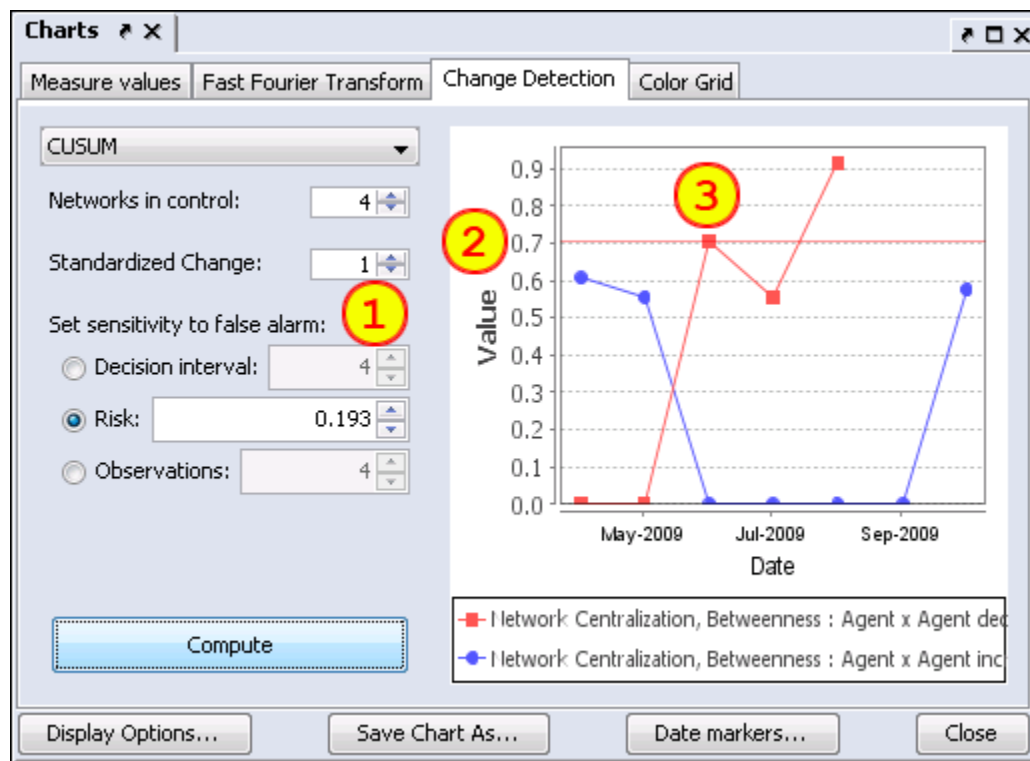 Charts
Measure values Fast Fourier Transform Change Detection Color Grid
CUSUM
Networks in control: 4
Standardized Change: 1
Set sensitivity to false alarm: 1
Decision interval: 4
Risk: 0.193
Observations: 4
Compute
3
2
Value
0.9
0.8
0.7
0.6
0.5
0.4
0.3
0.2
0.1
0.0
May-2009 Jul-2009 Sep-2009
Date
Network Centralization, Betweenness : Agent x Agent dec
Network Centralization, Betweenness : Agent x Agent inc
Display Options... Save Chart As... Date markers... Close